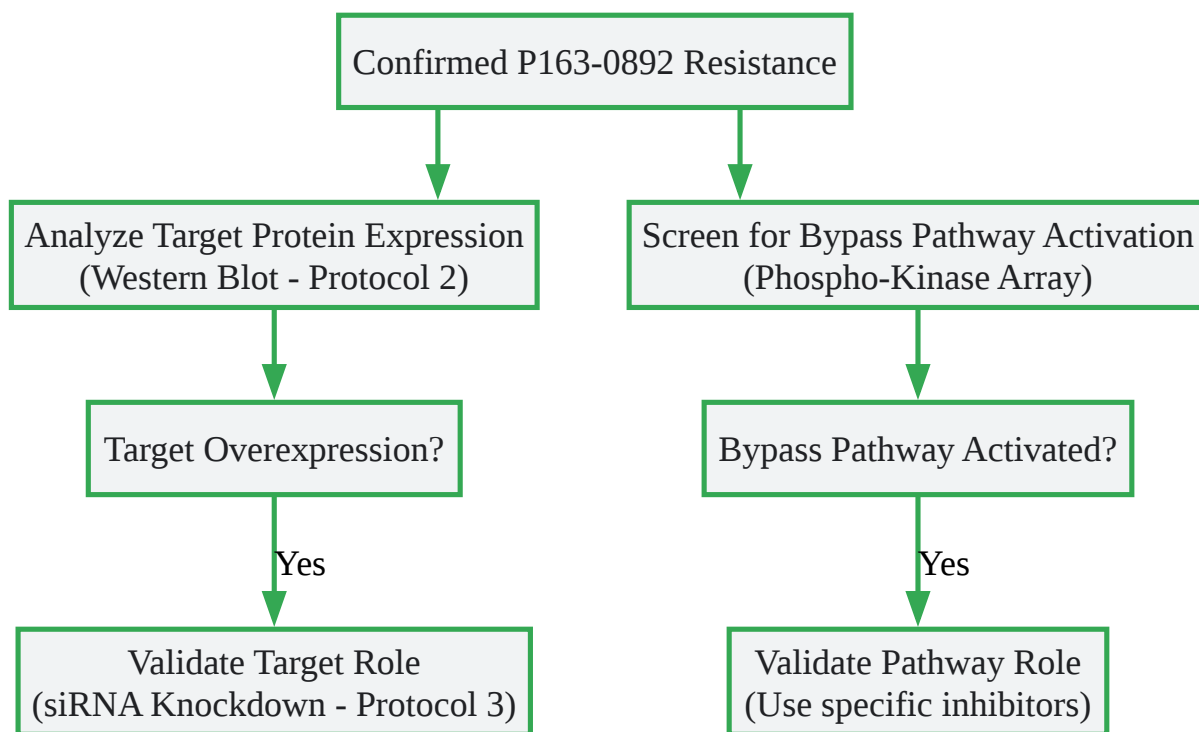 Confirmed P163-0892 Resistance
Analyze Target Protein Expression
(Western Blot - Protocol 2)
Screen for Bypass Pathway Activation
(Phospho-Kinase Array)
Target Overexpression?
Bypass Pathway Activated?
Yes
Yes
Validate Target Role
(siRNA Knockdown - Protocol 3)
Validate Pathway Role
(Use specific inhibitors)